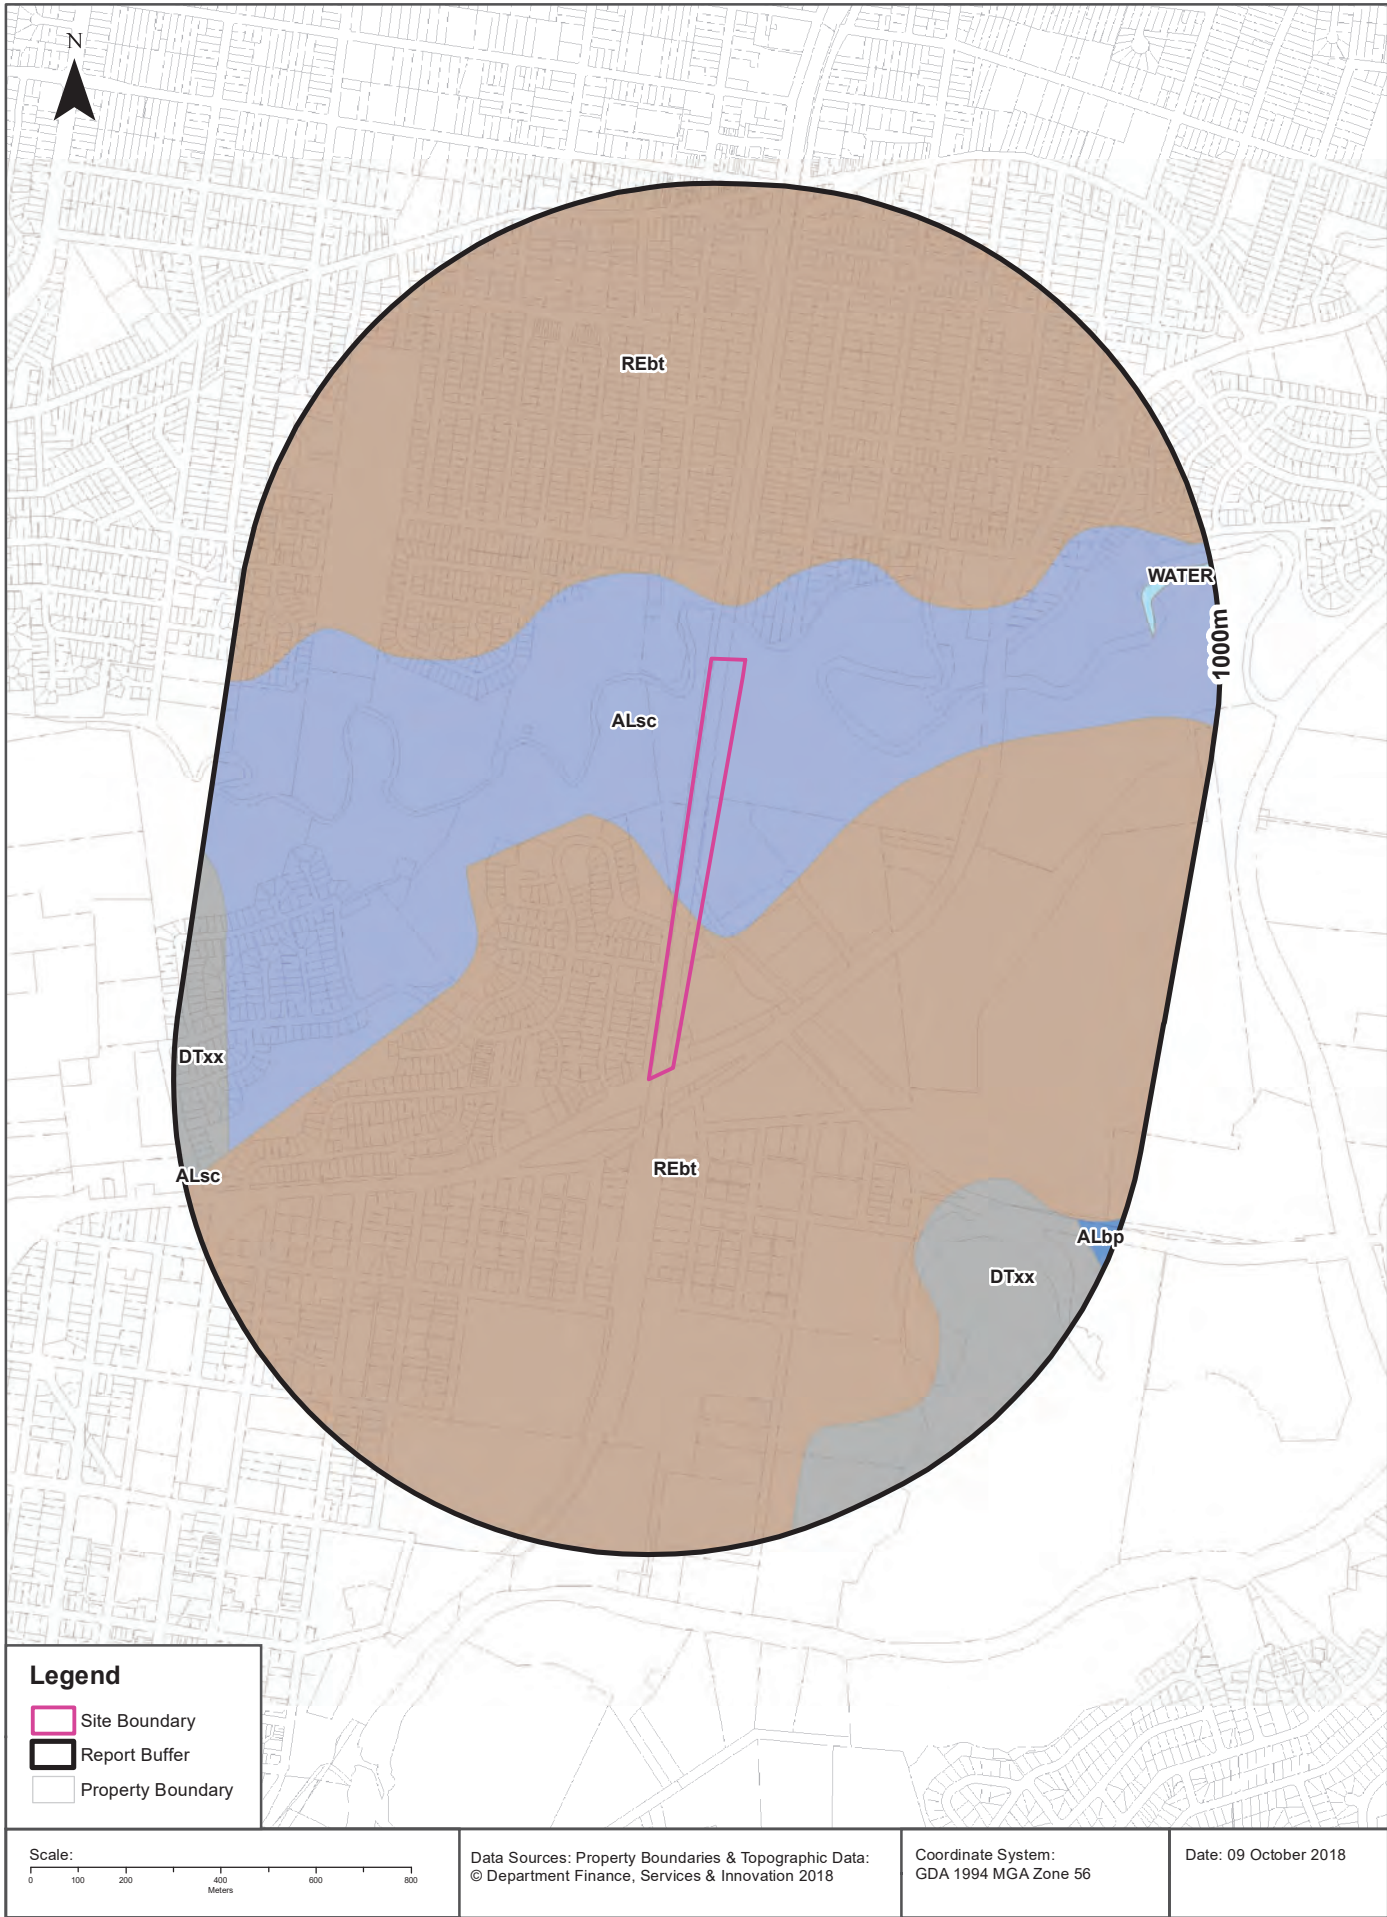 N
REbt
WATER
1000m
ALsc
DTxx
ALsc
REbt
ALbp
DTxx
Legend
Site Boundary
Report Buffer
Property Boundary
Scale:
0 100 200 400 600 800
Meters
Data Sources: Property Boundaries & Topographic Data:
© Department Finance, Services & Innovation 2018
Coordinate System:
GDA 1994 MGA Zone 56
Date: 09 October 2018